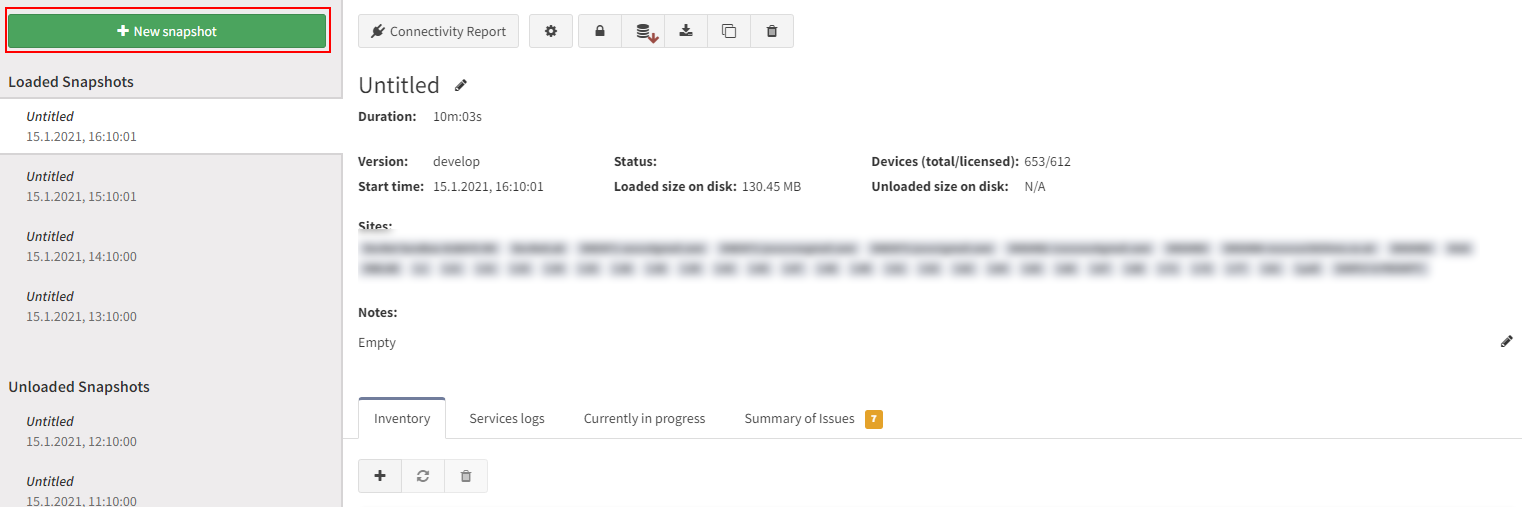 New snapshot
Loaded Snapshots
Untitled
15.1.2021, 16:10:01
Untitled
15.1.2021, 15:10:01
Untitled
15.1.2021, 14:10:00
Untitled
15.1.2021, 13:10:00
Unloaded Snapshots
Untitled
15.1.2021, 12:10:00
Untitled
15.1.2021, 11:10:00
Connectivity Report
Untitled
Duration: 10m:03s
Version: develop Status: Devices (total/licensed): 653/612
Start time: 15.1.2021, 16:10:01 Loaded size on disk: 130.45 MB Unloaded size on disk: N/A
Sites:
Notes:
Empty
Inventory Services logs Currently in progress Summary of Issues 7